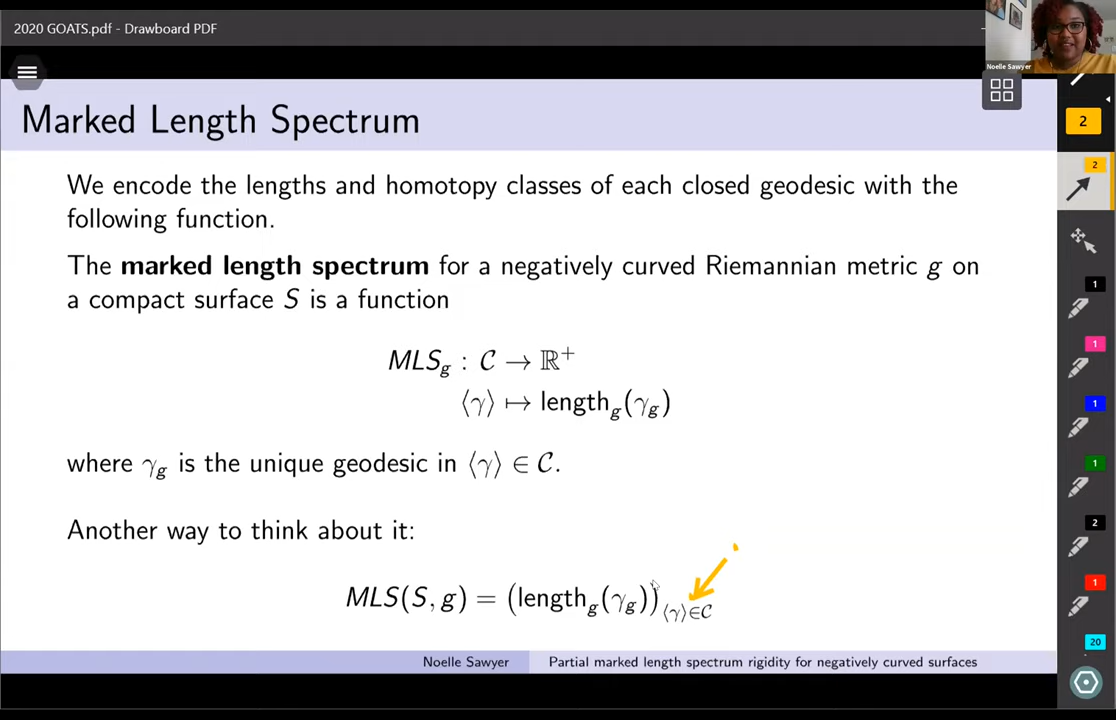 2020 GOATS.pdf - Drawboard PDF
Noelle Sawyer
Marked Length Spectrum
We encode the lengths and homotopy classes of each closed geodesic with the
following function.
The marked length spectrum for a negatively curved Riemannian metric g on
a compact surface S is a function
MLS_g : 𝒞 → ℝ⁺
⟨γ⟩ ↦ length_g(γ_g)
where γ_g is the unique geodesic in ⟨γ⟩ ∈ 𝒞.
Another way to think about it:
MLS(S, g) = (length_g(γ_g))_{⟨γ⟩∈𝒞}
Noelle Sawyer Partial marked length spectrum rigidity for negatively curved surfaces
2
2
1
1
1
1
2
1
20